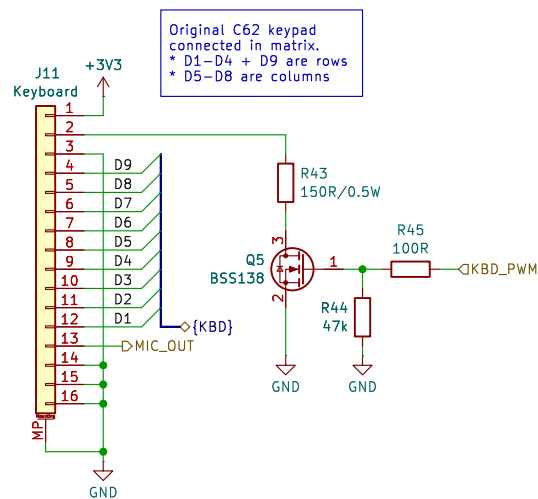 Original C62 keypad
connected in matrix.
* D1-D4 + D9 are rows
* D5-D8 are columns
J11
Keyboard
+3V3
1
2
3
4
5
6
7
8
9
10
11
12
13
14
15
16
MP
D9
D8
D7
D6
D5
D4
D3
D2
D1
{KBD}
MIC_OUT
GND
R43
150R/0.5W
Q5
BSS138
3
1
2
R45
100R
KBD_PWM
R44
47k
GND
GND